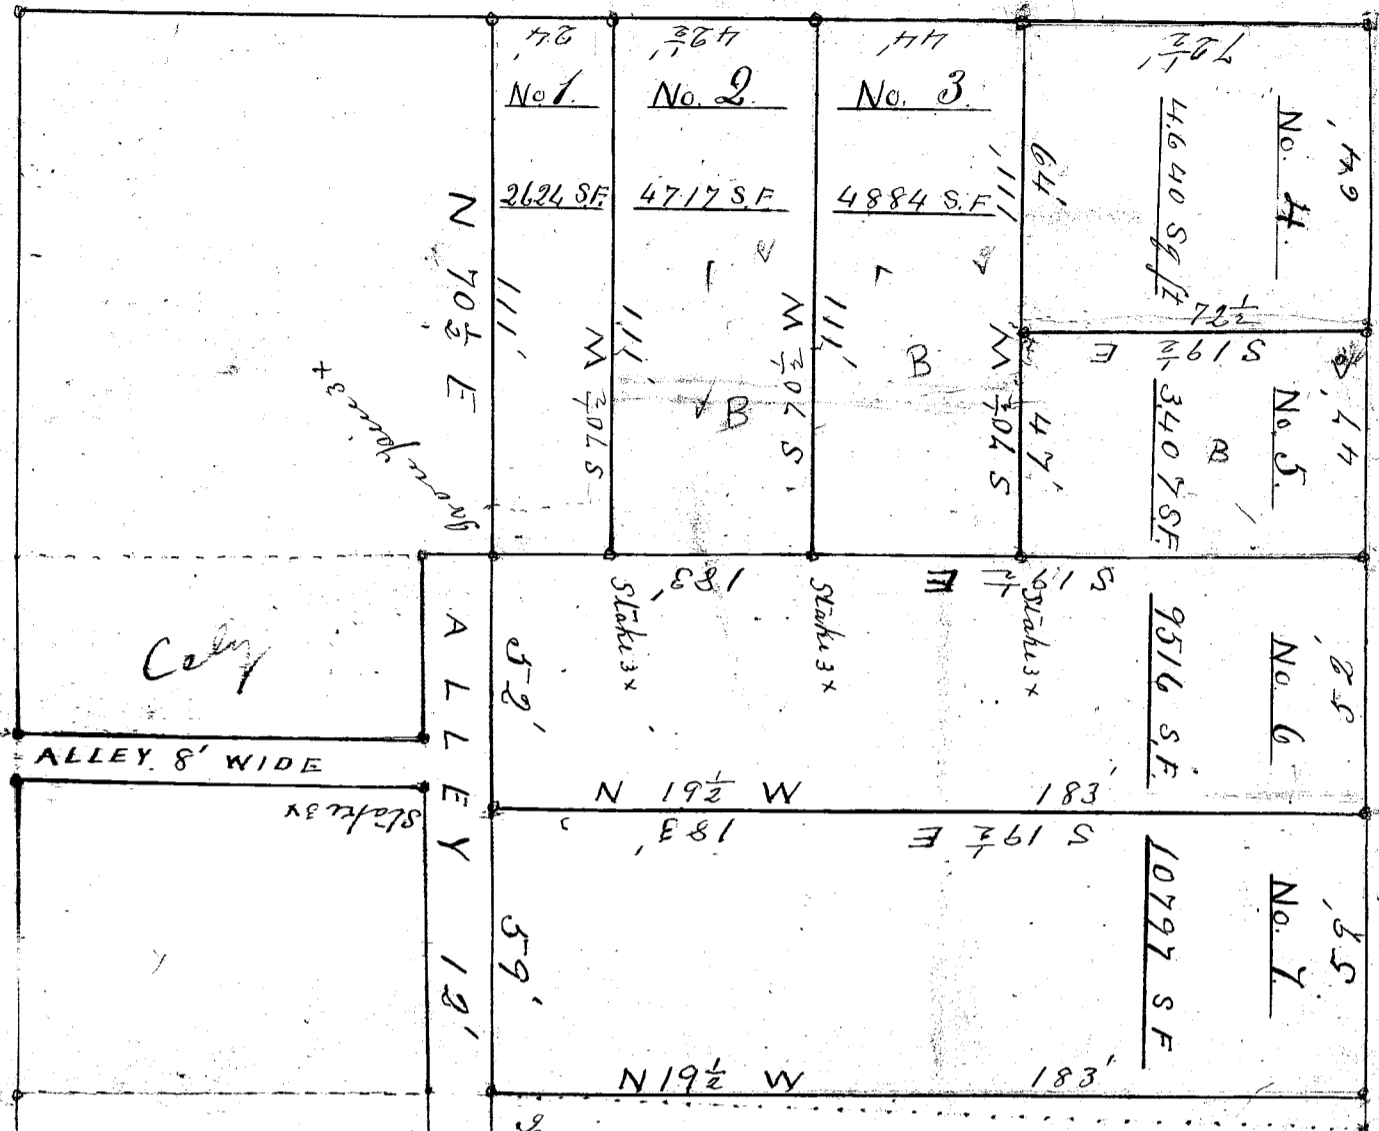 24'
42½'
44'
72½'
No 1.
No. 2.
No. 3.
No. 4.
64'
2624 S.F.
4717 S.F
4884 S.F
4640 Sq ft
111'
64'
72½
N 70½ E
111'
111'
111'
S 70½ W
S 70½ W
S 70½ W
B
B
S 19½ E
47'
No 5.
3407 S.F.
B
47'
183'
S 19½ E
Stake 3x
Stake 3x
Stake 3x
52'
No 6
9516 S.F.
52'
ALLEY 12'
ALLEY. 8' WIDE
Stake 3x
N 19½ W
183'
183'
S 19½ E
59'
No. 7.
10797 SF
59'
N 19½ W
183'